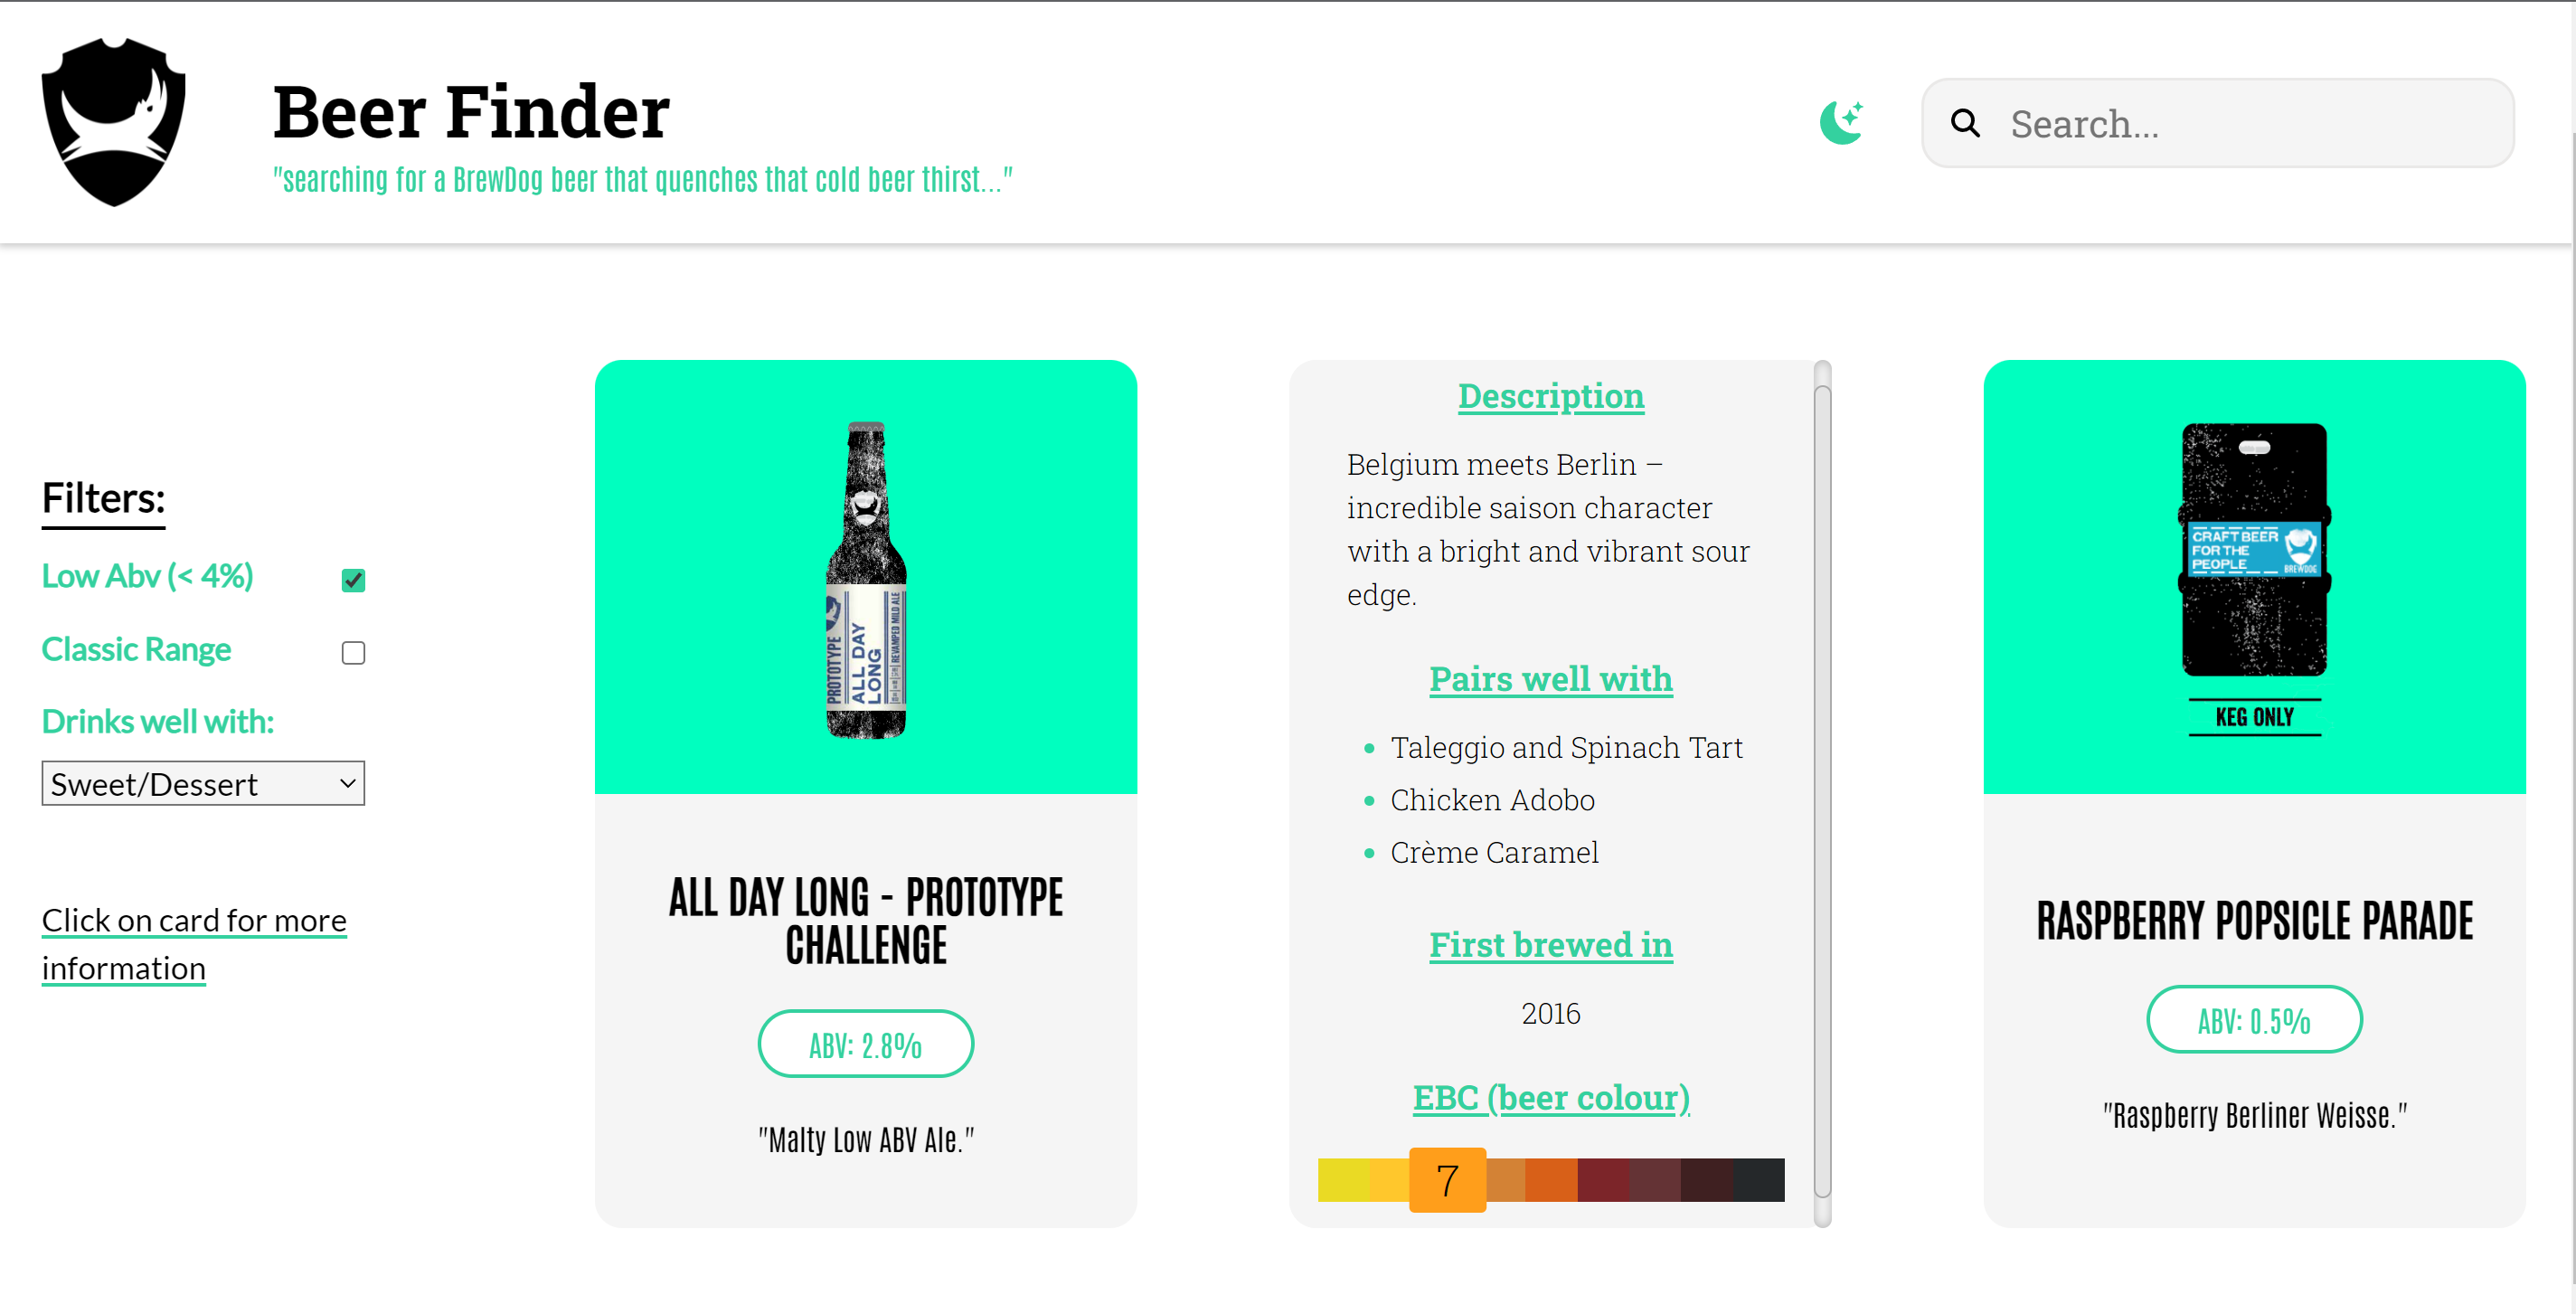 Beer Finder
"searching for a BrewDog beer that quenches that cold beer thirst..."
Search...
Filters:
Low Abv (< 4%)
Classic Range
Drinks well with:
Sweet/Dessert
Click on card for more
information
PROTOTYPE
ALL DAY
LONG
REVAMPED MILD ALE
ALL DAY LONG - PROTOTYPE
CHALLENGE
ABV: 2.8%
"Malty Low ABV Ale."
Description
Belgium meets Berlin –
incredible saison character
with a bright and vibrant sour
edge.
Pairs well with
Taleggio and Spinach Tart
Chicken Adobo
Crème Caramel
First brewed in
2016
EBC (beer colour)
7
CRAFT BEER
FOR THE
PEOPLE
BREWDOG
KEG ONLY
RASPBERRY POPSICLE PARADE
ABV: 0.5%
"Raspberry Berliner Weisse."